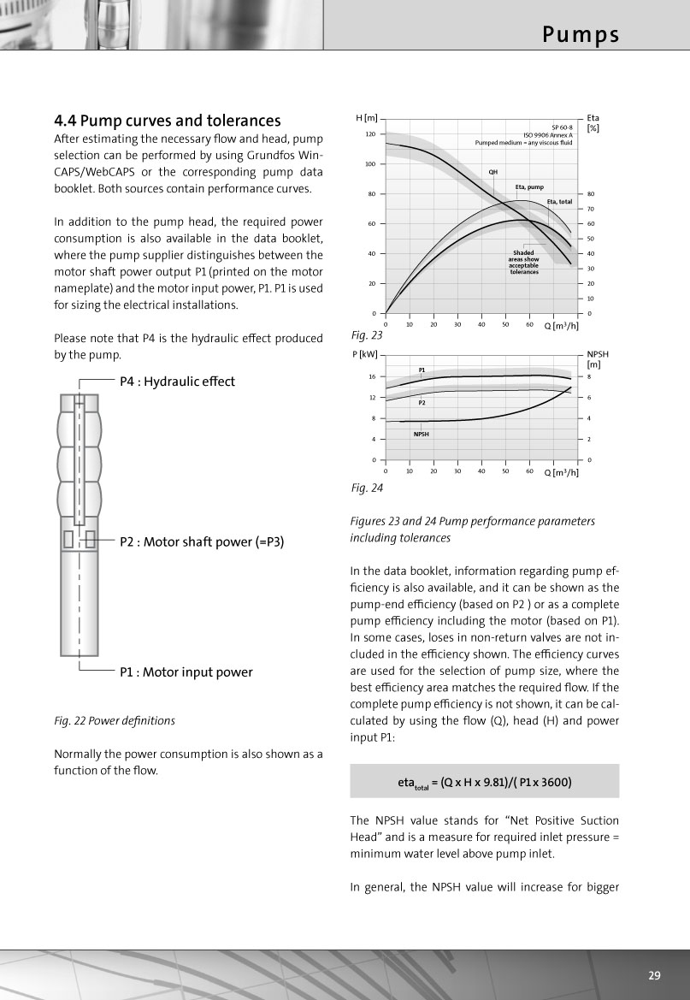 Pumps
4.4 Pump curves and tolerances
After estimating the necessary flow and head, pump
selection can be performed by using Grundfos Win-
CAPS/WebCAPS or the corresponding pump data
booklet. Both sources contain performance curves.
In addition to the pump head, the required power
consumption is also available in the data booklet,
where the pump supplier distinguishes between the
motor shaft power output P1 (printed on the motor
nameplate) and the motor input power, P1. P1 is used
for sizing the electrical installations.
Please note that P4 is the hydraulic effect produced
by the pump.
P4 : Hydraulic effect
P2 : Motor shaft power (=P3)
P1 : Motor input power
Fig. 22 Power definitions
Normally the power consumption is also shown as a
function of the flow.
H [m]
Eta
[%]
SP 60-8
ISO 9906 Annex A
Pumped medium = any viscous fluid
120
100
80
60
40
20
0
QH
Eta, pump
Eta, total
Shaded
areas show
acceptable
tolerances
80
70
60
50
40
30
20
10
0
0 10 20 30 40 50 60 Q [m³/h]
Fig. 23
P [kW]
NPSH
[m]
16
12
8
4
0
P1
P2
NPSH
8
6
4
2
0
0 10 20 30 40 50 60 Q [m³/h]
Fig. 24
Figures 23 and 24 Pump performance parameters
including tolerances
In the data booklet, information regarding pump ef-
ficiency is also available, and it can be shown as the
pump-end efficiency (based on P2 ) or as a complete
pump efficiency including the motor (based on P1).
In some cases, loses in non-return valves are not in-
cluded in the efficiency shown. The efficiency curves
are used for the selection of pump size, where the
best efficiency area matches the required flow. If the
complete pump efficiency is not shown, it can be cal-
culated by using the flow (Q), head (H) and power
input P1:
eta total = (Q x H x 9.81)/( P1 x 3600)
The NPSH value stands for “Net Positive Suction
Head” and is a measure for required inlet pressure =
minimum water level above pump inlet.
In general, the NPSH value will increase for bigger
29